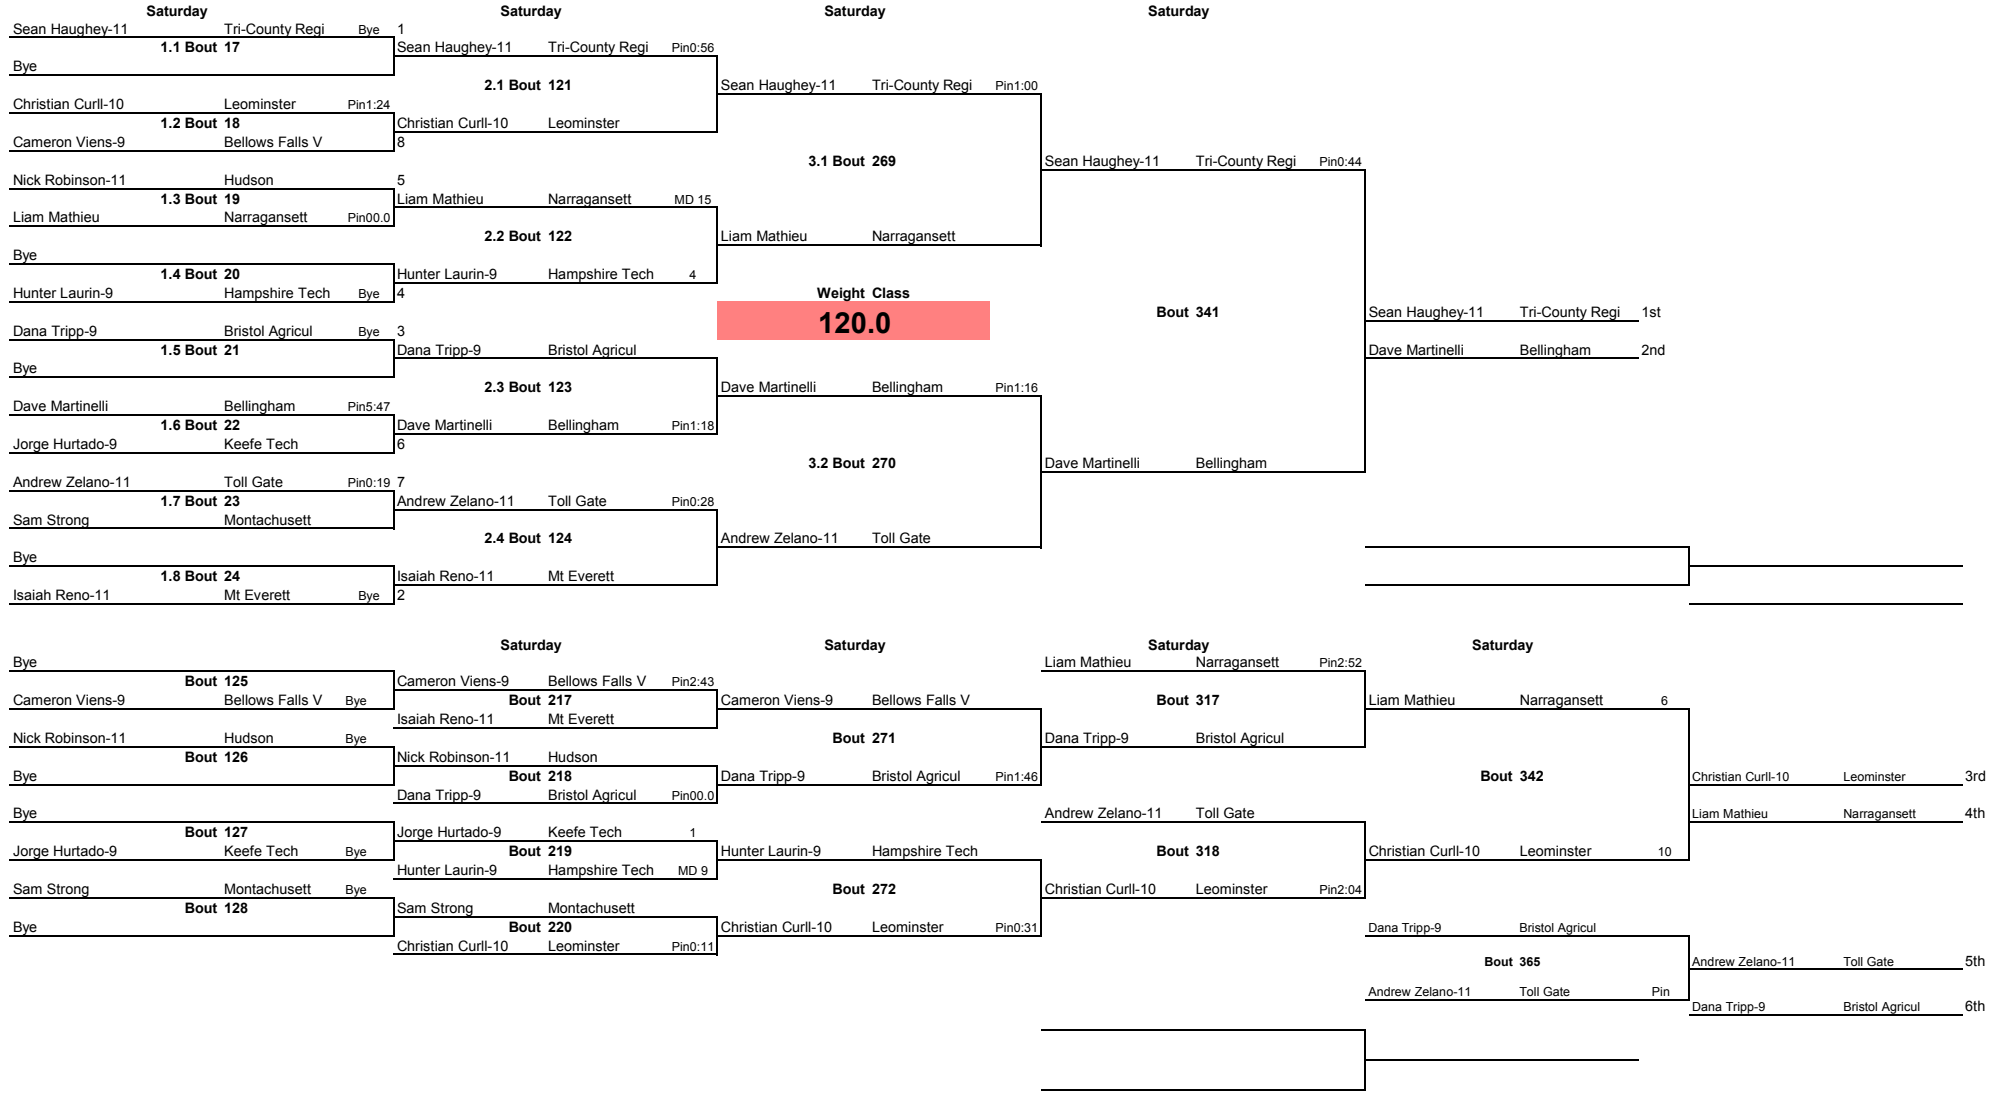 Saturday Saturday Saturday Saturday
Sean Haughey-11 Tri-County Regi Bye 1
1.1 Bout 17
Sean Haughey-11 Tri-County Regi Pin0:56
Bye
2.1 Bout 121
Sean Haughey-11 Tri-County Regi Pin1:00
Christian Curll-10 Leominster Pin1:24
1.2 Bout 18
Christian Curll-10 Leominster
Cameron Viens-9 Bellows Falls V 8
3.1 Bout 269
Sean Haughey-11 Tri-County Regi Pin0:44
Nick Robinson-11 Hudson 5
1.3 Bout 19
Liam Mathieu Narragansett MD 15
Liam Mathieu Narragansett Pin00.0
2.2 Bout 122
Liam Mathieu Narragansett
Bye
1.4 Bout 20
Hunter Laurin-9 Hampshire Tech 4
Hunter Laurin-9 Hampshire Tech Bye 4
Weight Class
120.0
Bout 341
Sean Haughey-11 Tri-County Regi 1st
Dana Tripp-9 Bristol Agricul Bye 3
1.5 Bout 21
Dana Tripp-9 Bristol Agricul
Dave Martinelli Bellingham 2nd
Bye
2.3 Bout 123
Dave Martinelli Bellingham Pin1:16
Dave Martinelli Bellingham Pin5:47
1.6 Bout 22
Dave Martinelli Bellingham Pin1:18
Jorge Hurtado-9 Keefe Tech 6
3.2 Bout 270
Dave Martinelli Bellingham
Andrew Zelano-11 Toll Gate Pin0:19 7
1.7 Bout 23
Andrew Zelano-11 Toll Gate Pin0:28
Sam Strong Montachusett
2.4 Bout 124
Andrew Zelano-11 Toll Gate
Bye
1.8 Bout 24
Isaiah Reno-11 Mt Everett
Isaiah Reno-11 Mt Everett Bye 2
Saturday Saturday Saturday Saturday
Bye
Liam Mathieu Narragansett Pin2:52
Bout 125
Cameron Viens-9 Bellows Falls V Pin2:43
Cameron Viens-9 Bellows Falls V Bye
Bout 217
Cameron Viens-9 Bellows Falls V
Bout 317
Liam Mathieu Narragansett 6
Isaiah Reno-11 Mt Everett
Nick Robinson-11 Hudson Bye
Bout 271
Dana Tripp-9 Bristol Agricul
Bout 126
Nick Robinson-11 Hudson
Bye
Bout 218
Dana Tripp-9 Bristol Agricul Pin1:46
Bout 342
Christian Curll-10 Leominster 3rd
Dana Tripp-9 Bristol Agricul Pin00.0
Bye
Andrew Zelano-11 Toll Gate
Liam Mathieu Narragansett 4th
Bout 127
Jorge Hurtado-9 Keefe Tech 1
Jorge Hurtado-9 Keefe Tech Bye
Bout 219
Hunter Laurin-9 Hampshire Tech
Bout 318
Christian Curll-10 Leominster 10
Hunter Laurin-9 Hampshire Tech MD 9
Sam Strong Montachusett Bye
Bout 272
Christian Curll-10 Leominster Pin2:04
Bout 128
Sam Strong Montachusett
Bye
Bout 220
Christian Curll-10 Leominster Pin0:31
Dana Tripp-9 Bristol Agricul
Christian Curll-10 Leominster Pin0:11
Bout 365
Andrew Zelano-11 Toll Gate 5th
Andrew Zelano-11 Toll Gate Pin
Dana Tripp-9 Bristol Agricul 6th